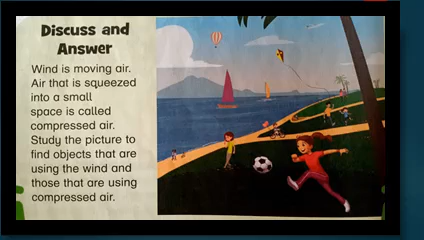 Discuss and
Answer
Wind is moving air.
Air that is squeezed
into a small
space is called
compressed air.
Study the picture to
find objects that are
using the wind and
those that are using
compressed air.